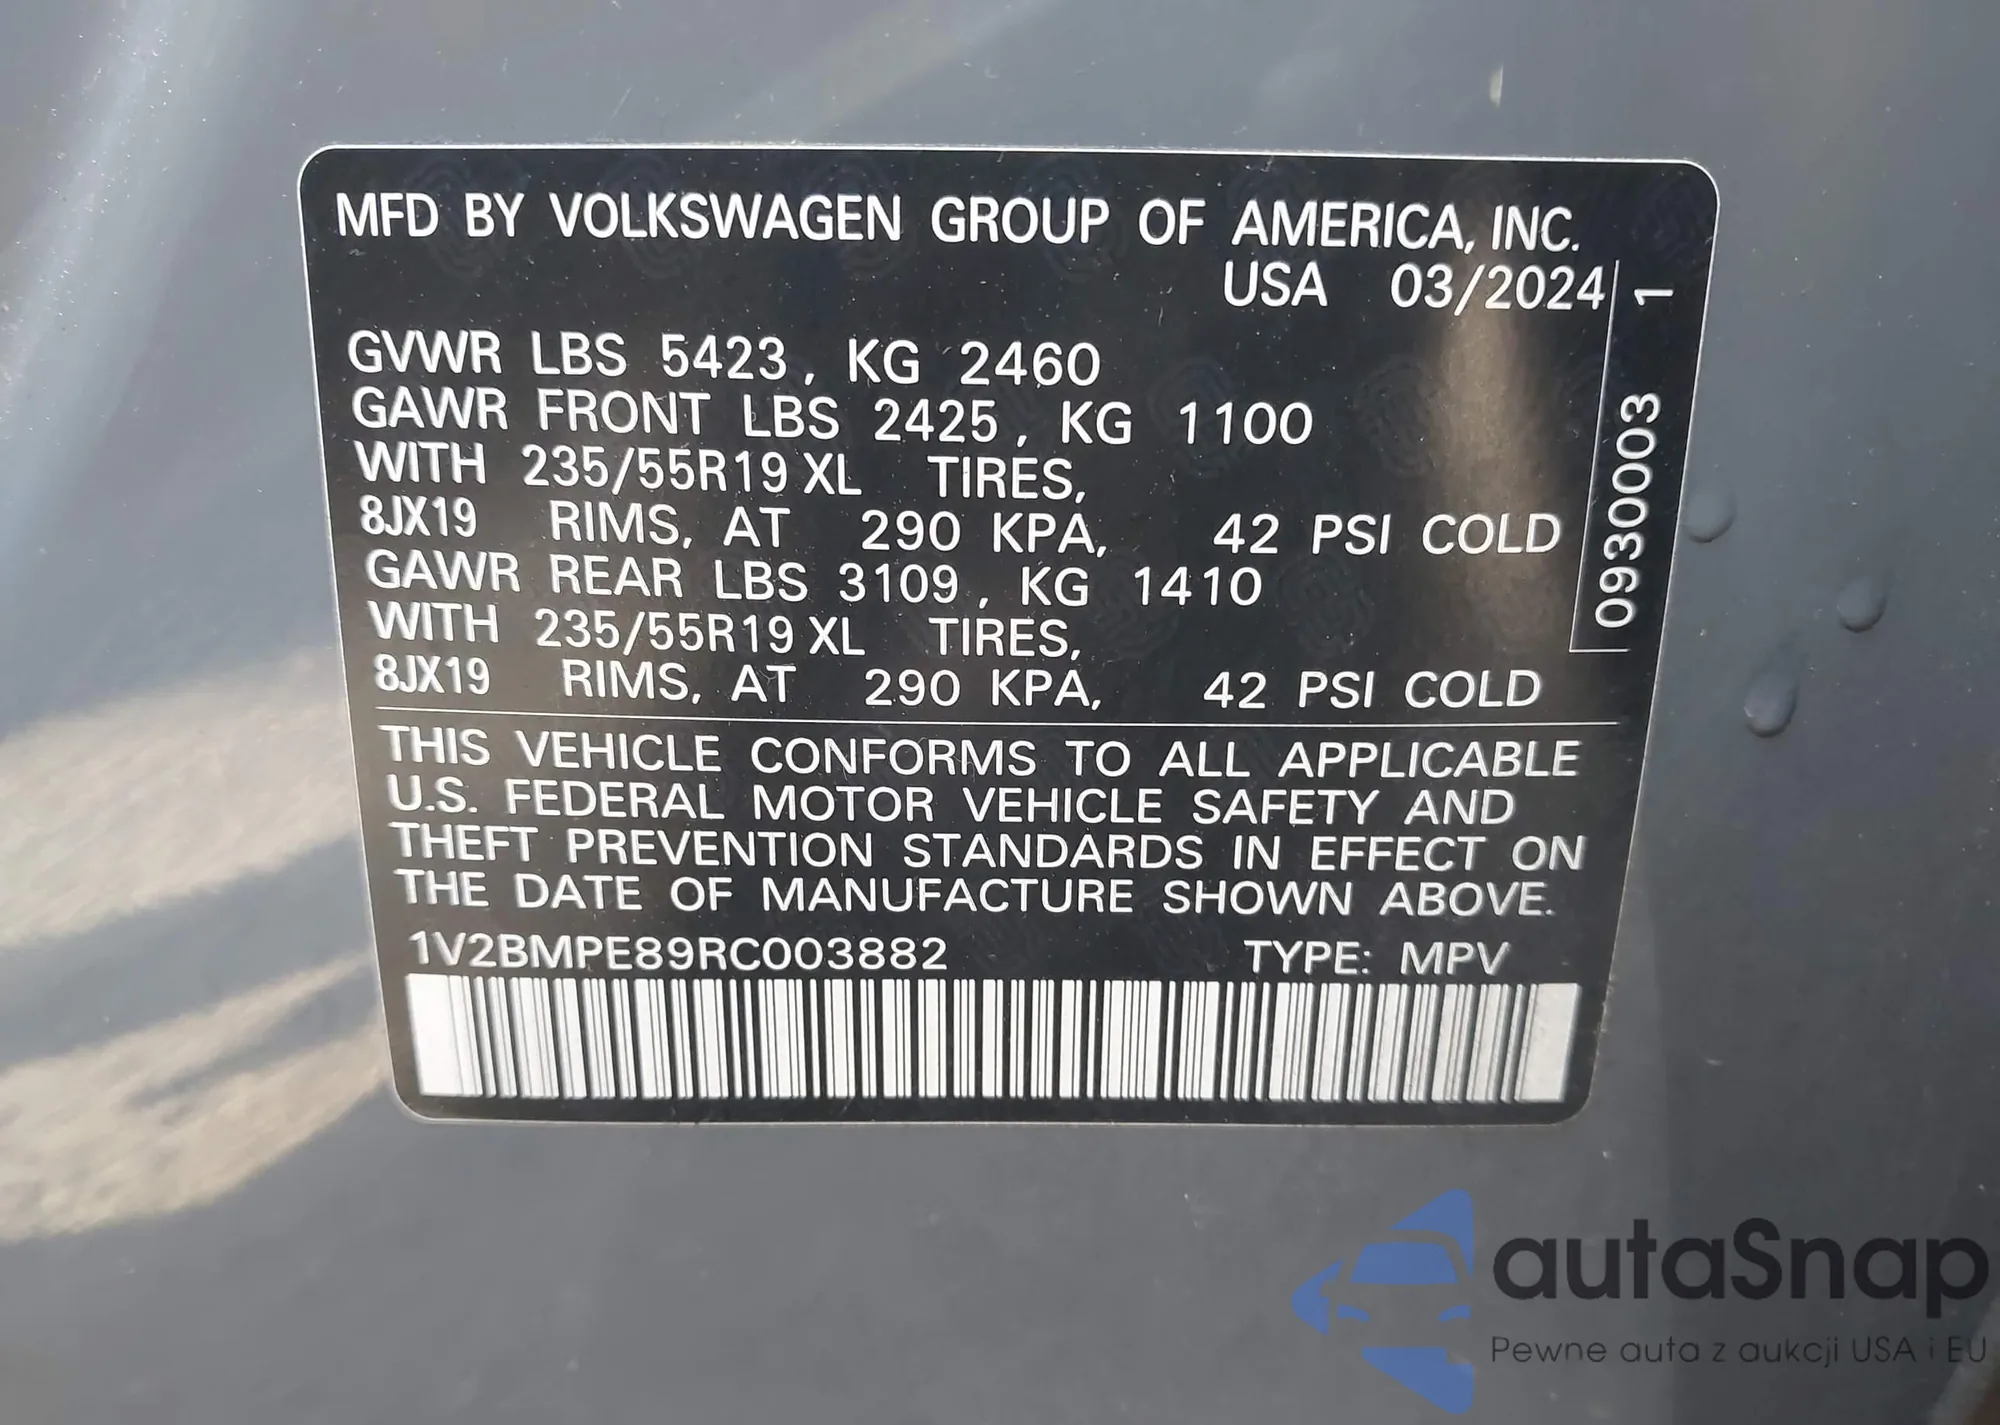 MFD BY VOLKSWAGEN GROUP OF AMERICA, INC.
USA 03/2024
GVWR LBS 5423, KG 2460
GAWR FRONT LBS 2425, KG 1100
WITH 235/55R19 XL TIRES,
8JX19 RIMS, AT 290 KPA, 42 PSI COLD
GAWR REAR LBS 3109, KG 1410
WITH 235/55R19 XL TIRES,
8JX19 RIMS, AT 290 KPA, 42 PSI COLD
0930003 1
THIS VEHICLE CONFORMS TO ALL APPLICABLE
U.S. FEDERAL MOTOR VEHICLE SAFETY AND
THEFT PREVENTION STANDARDS IN EFFECT ON
THE DATE OF MANUFACTURE SHOWN ABOVE.
1V2BMPE89RC003882 TYPE: MPV
autaSnap
Pewne auta z aukcji USA i EU